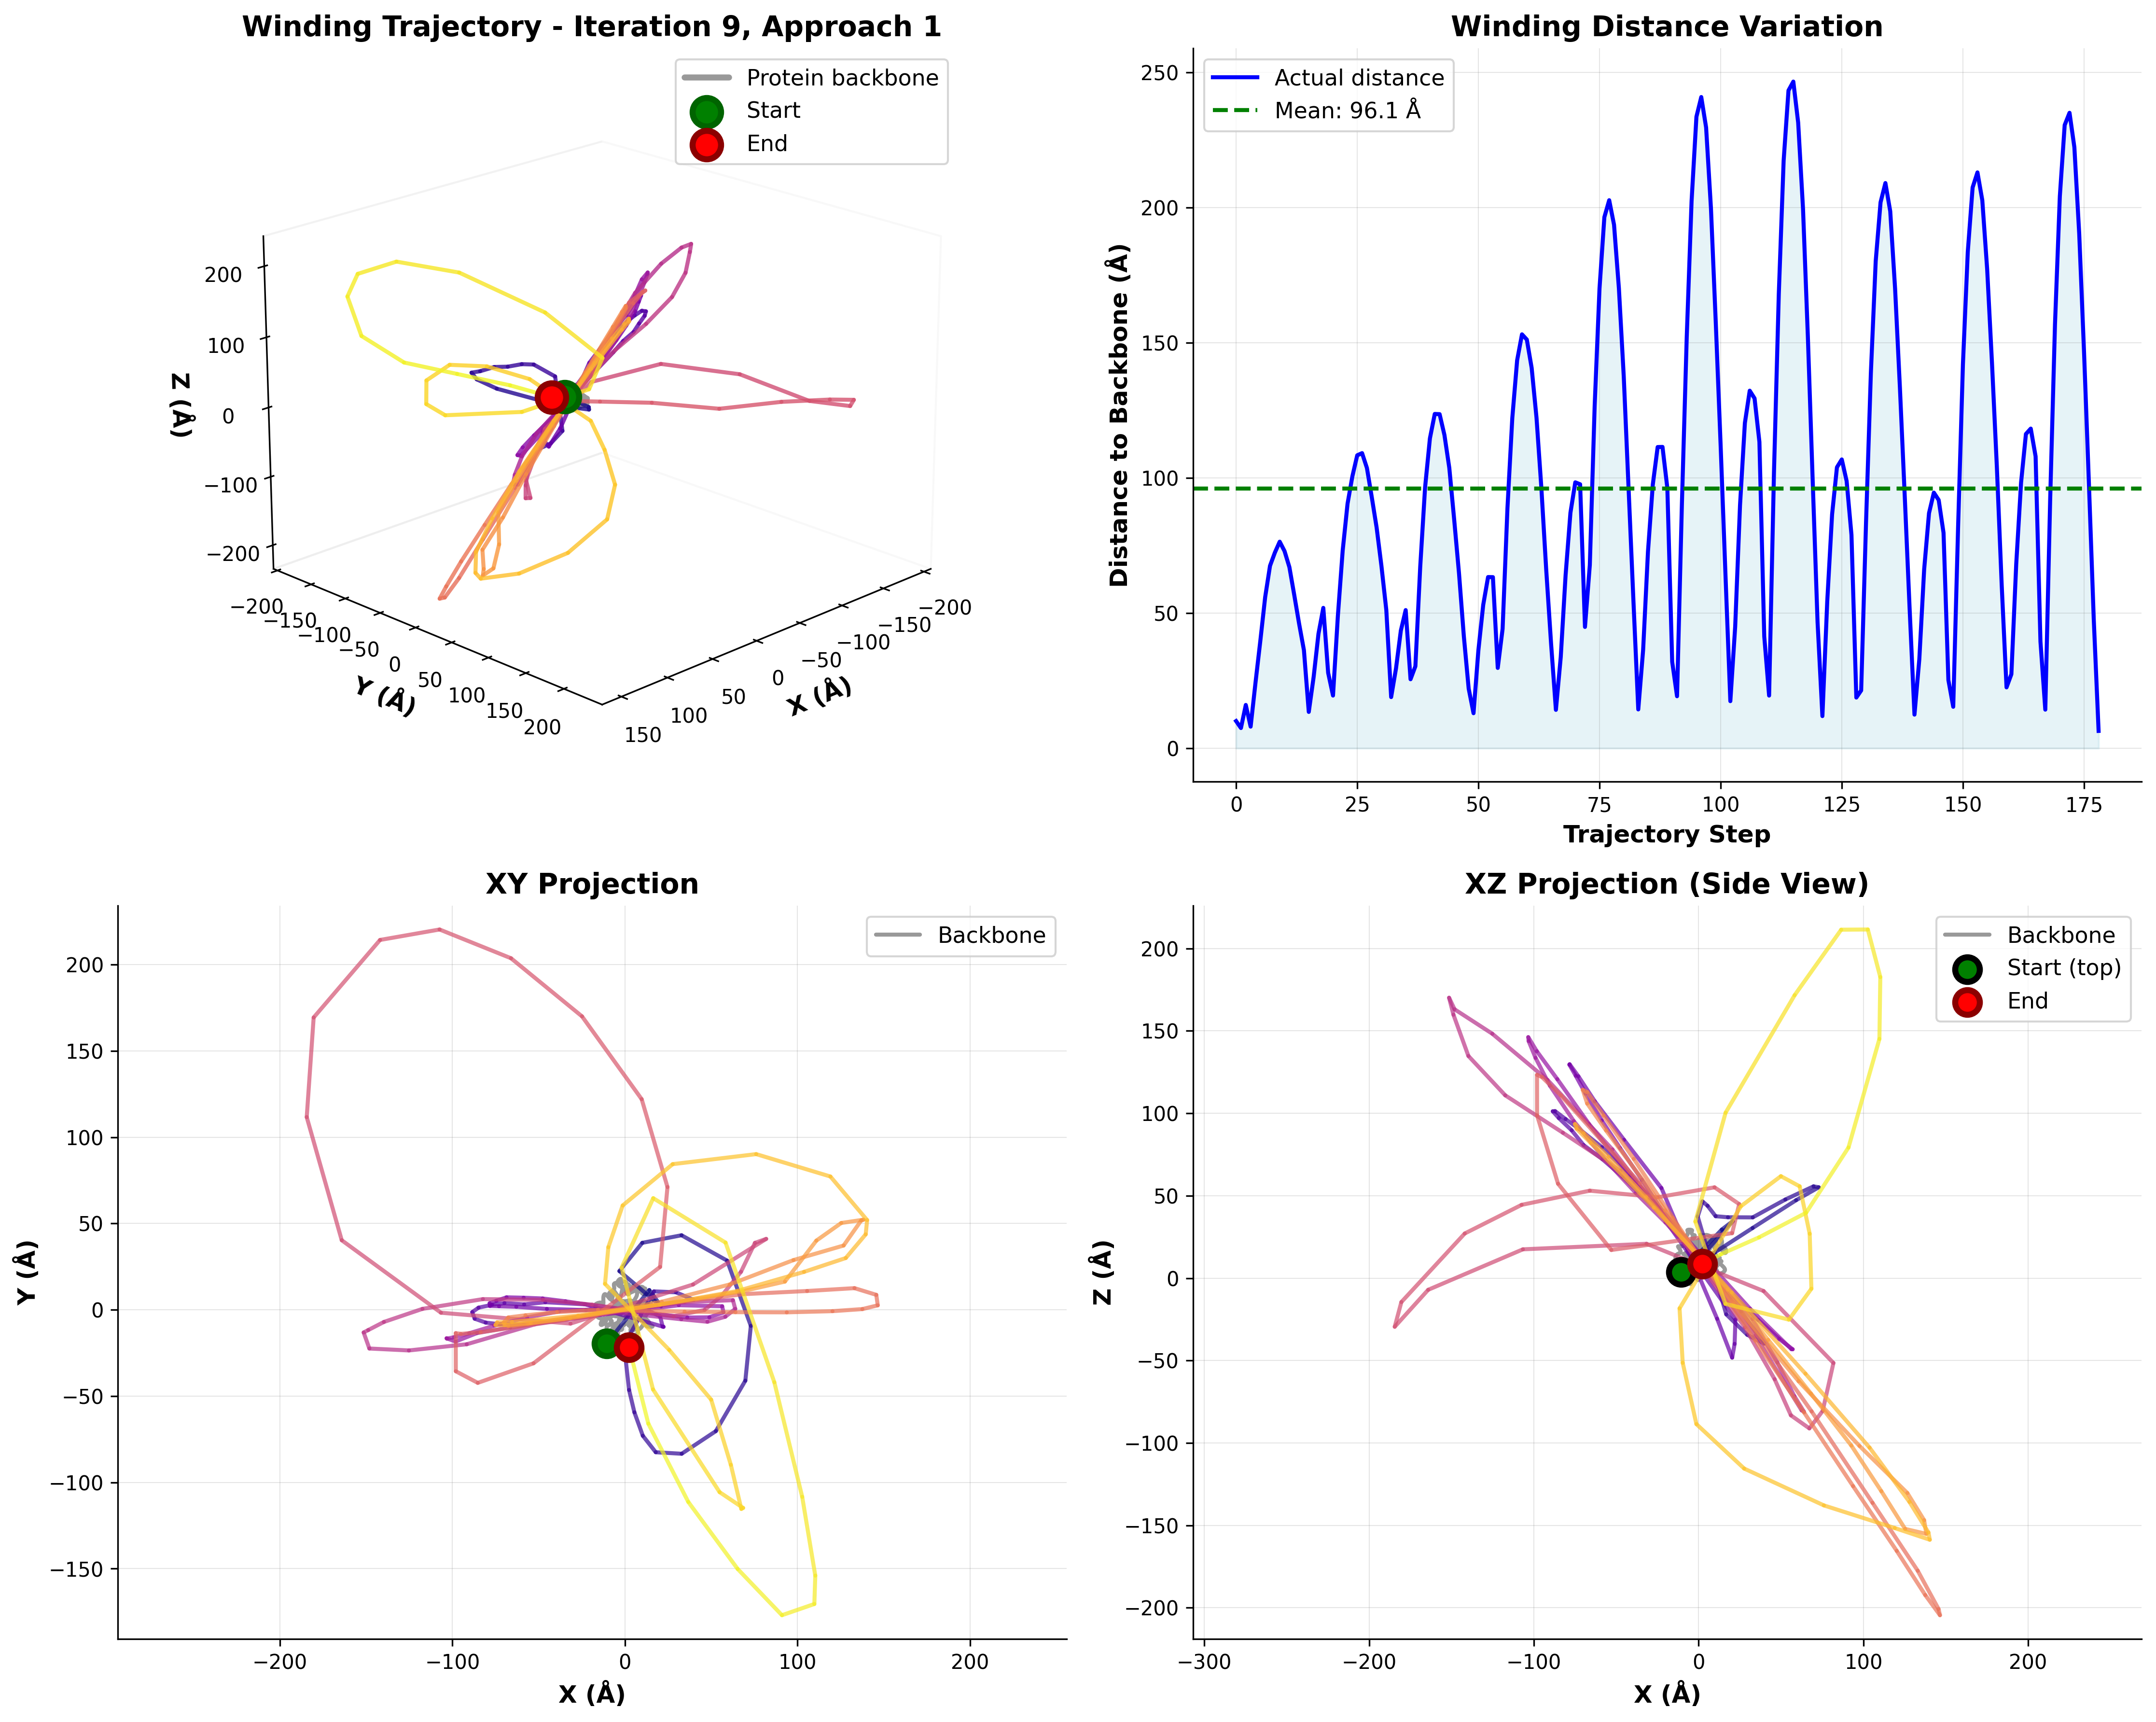 Winding Trajectory - Iteration 9, Approach 1
Protein backbone
Start
End
200
100
0
−100
−200
Z (Å)
−200
−150
−100
−50
0
50
100
150
200
Y (Å)
150
100
50
0
−50
−100
−150
−200
X (Å)
Winding Distance Variation
Actual distance
Mean: 96.1 Å
250
200
150
100
50
0
Distance to Backbone (Å)
0 25 50 75 100 125 150 175
Trajectory Step
XY Projection
Backbone
200
150
100
50
0
−50
−100
−150
Y (Å)
−200 −100 0 100 200
X (Å)
XZ Projection (Side View)
Backbone
Start (top)
End
200
150
100
50
0
−50
−100
−150
−200
Z (Å)
−300 −200 −100 0 100 200
X (Å)